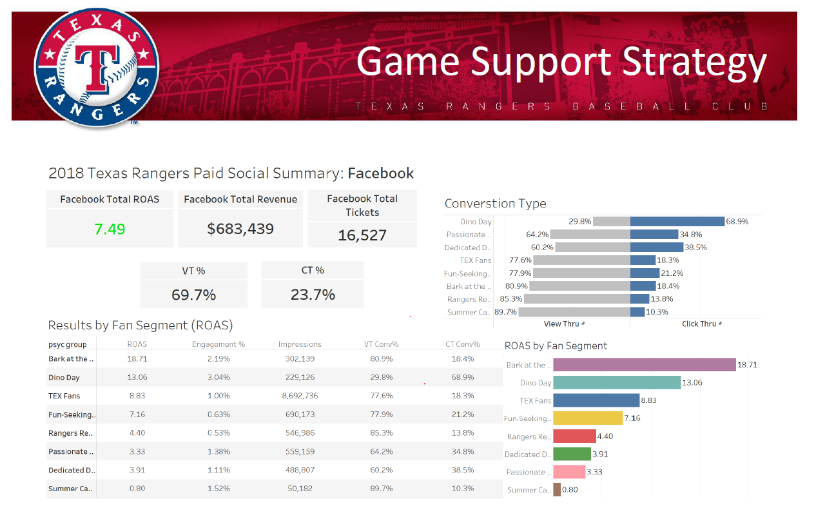 TEXAS
RANGERS
T
Game Support Strategy
TEXAS RANGERS BASEBALL CLUB
2018 Texas Rangers Paid Social Summary: Facebook
Facebook Total ROAS
7.49
Facebook Total Revenue
$683,439
Facebook Total
Tickets
16,527
VT %
69.7%
CT %
23.7%
Converstion Type
Dino Day 29.8% 68.9%
Passionate .. 64.2% 34.8%
Dedicated D.. 60.2% 38.5%
TEX Fans 77.6% 18.3%
Fun-Seeking.. 77.9% 21.2%
Bark at the .. 80.9% 18.4%
Rangers Re.. 85.3% 13.8%
Summer Ca.. 89.7% 10.3%
View Thru Click Thru
Results by Fan Segment (ROAS)
psyc group ROAS Engagement % Impressions VT Conv% CT Conv%
Bark at the .. 18.71 2.19% 302,139 80.9% 18.4%
Dino Day 13.06 3.04% 229,126 29.8% 68.9%
TEX Fans 8.83 1.00% 8,692,736 77.6% 18.3%
Fun-Seeking.. 7.16 0.63% 690,173 77.9% 21.2%
Rangers Re.. 4.40 0.53% 546,986 85.3% 13.8%
Passionate .. 3.33 1.38% 559,159 64.2% 34.8%
Dedicated D.. 3.91 1.11% 488,807 60.2% 38.5%
Summer Ca.. 0.80 1.52% 50,182 89.7% 10.3%
ROAS by Fan Segment
Bark at the .. 18.71
Dino Day 13.06
TEX Fans 8.83
Fun-Seeking.. 7.16
Rangers Re.. 4.40
Dedicated D.. 3.91
Passionate .. 3.33
Summer Ca.. 0.80